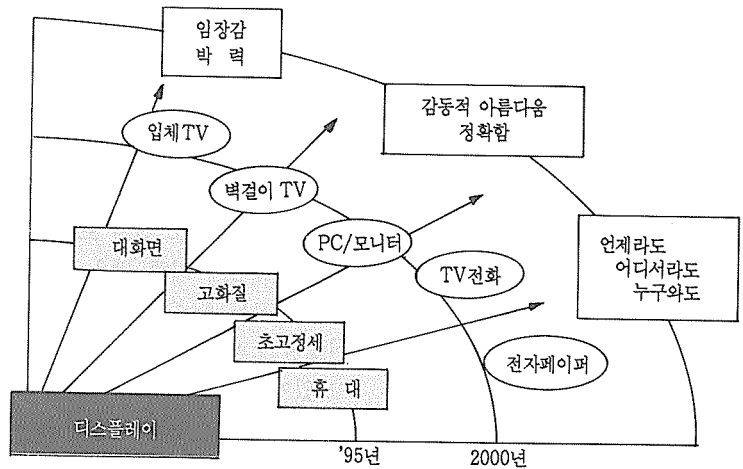 임장감
박 력
감동적 아름다움
정확함
입체TV
벽걸이 TV
PC/모니터
TV전화
전자페이퍼
언제라도
어디서라도
누구와도
대화면
고화질
초고정세
휴 대
디스플레이
'95년
2000년